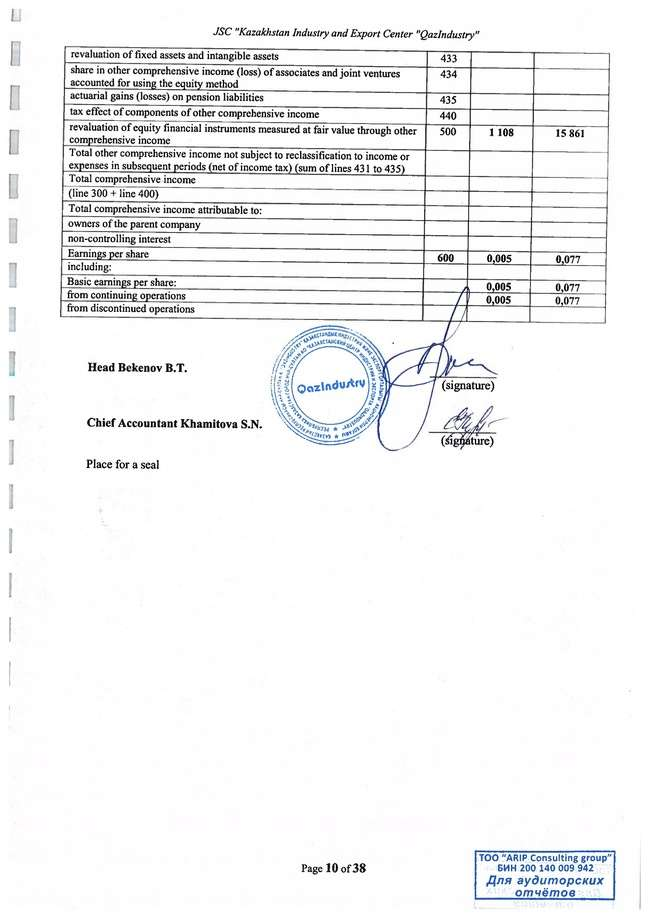 JSC "Kazakhstan Industry and Export Center "QazIndustry"
revaluation of fixed assets and intangible assets 433
share in other comprehensive income (loss) of associates and joint ventures 434
accounted for using the equity method
actuarial gains (losses) on pension liabilities 435
tax effect of components of other comprehensive income 440
revaluation of equity financial instruments measured at fair value through other 500 1 108 15 861
comprehensive income
Total other comprehensive income not subject to reclassification to income or
expenses in subsequent periods (net of income tax) (sum of lines 431 to 435)
Total comprehensive income
(line 300 + line 400)
Total comprehensive income attributable to:
owners of the parent company
non-controlling interest
Earnings per share 600 0,005 0,077
including:
Basic earnings per share: 0,005 0,077
from continuing operations 0,005 0,077
from discontinued operations
Head Bekenov B.T.
QazIndustry
(signature)
Chief Accountant Khamitova S.N.
(signature)
Place for a seal
Page 10 of 38
ТОО "ARIP Consulting group"
БИН 200 140 009 942
Для аудиторских
отчётов